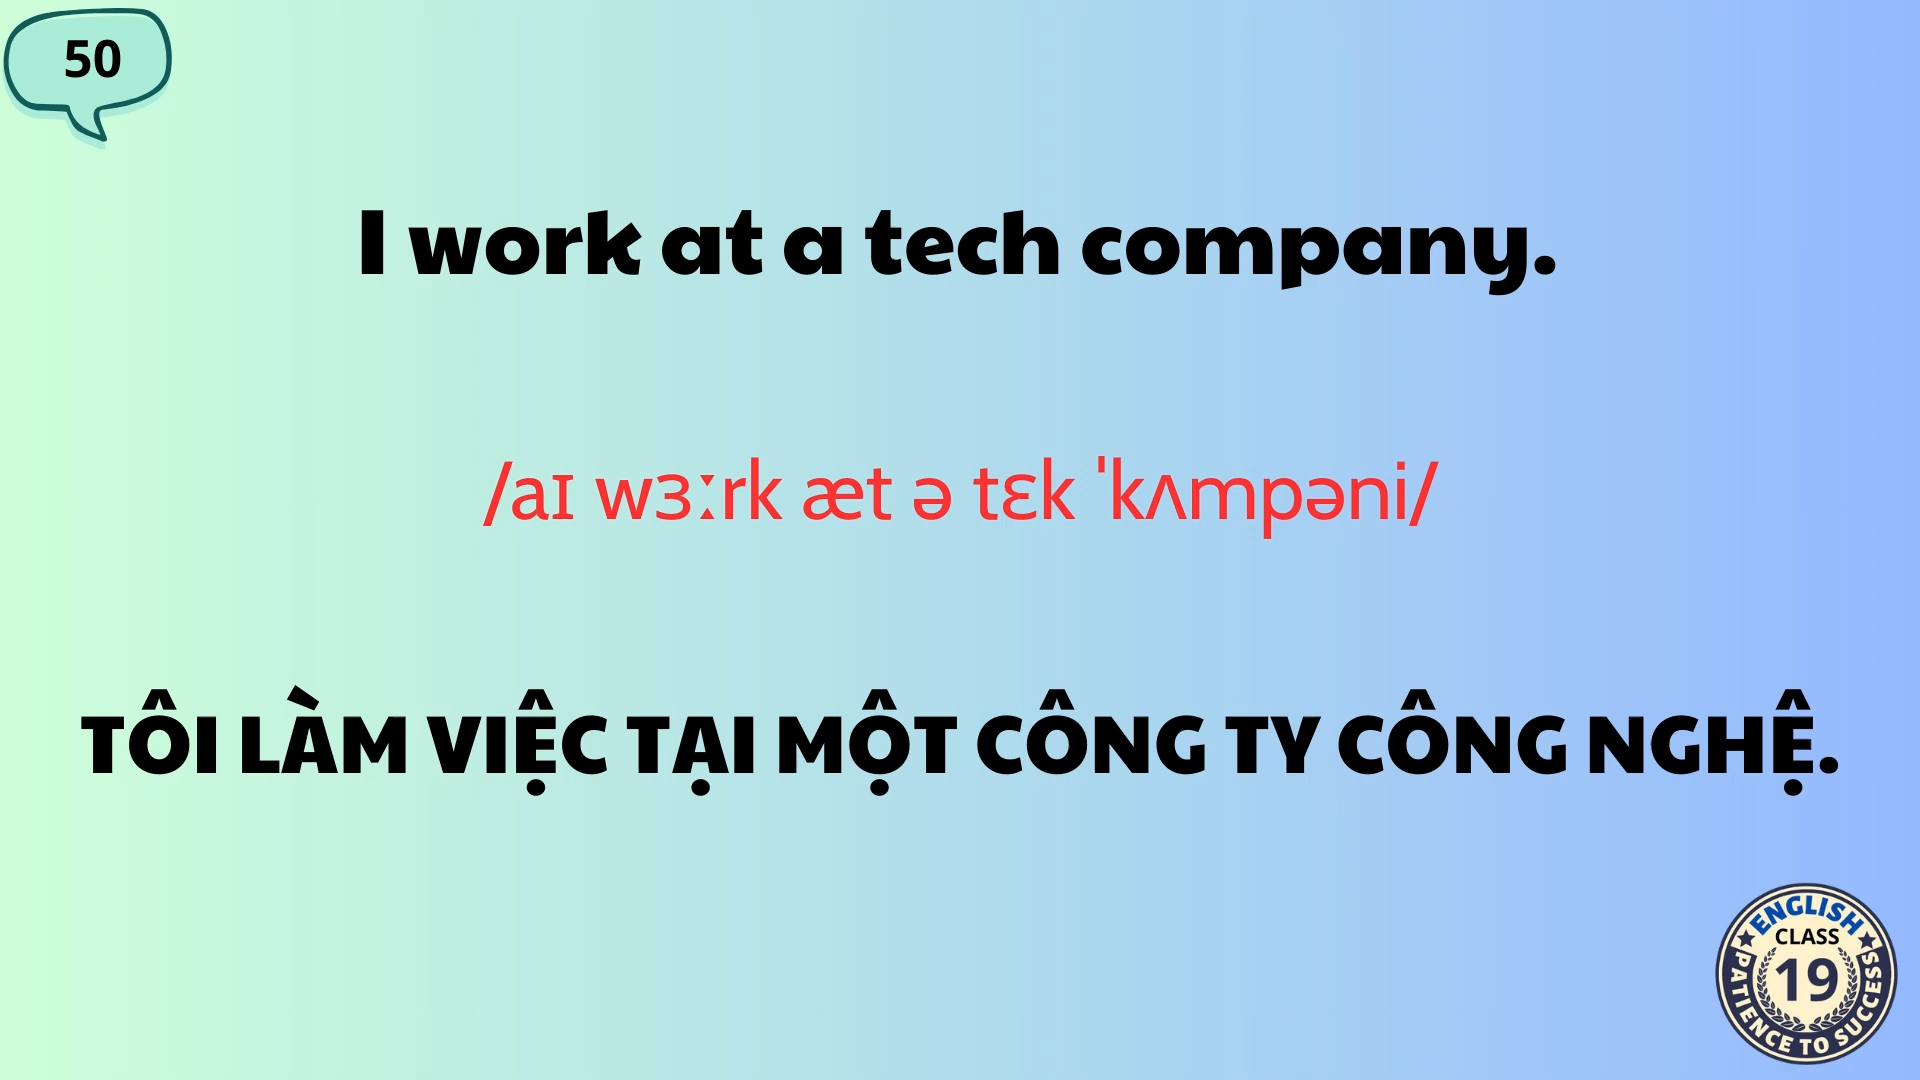 50
I work at a tech company.
/aɪ wɜːrk æt ə tɛk ˈkʌmpəni/
TÔI LÀM VIỆC TẠI MỘT CÔNG TY CÔNG NGHỆ.
ENGLISH
CLASS
19
PATIENCE TO SUCCESS